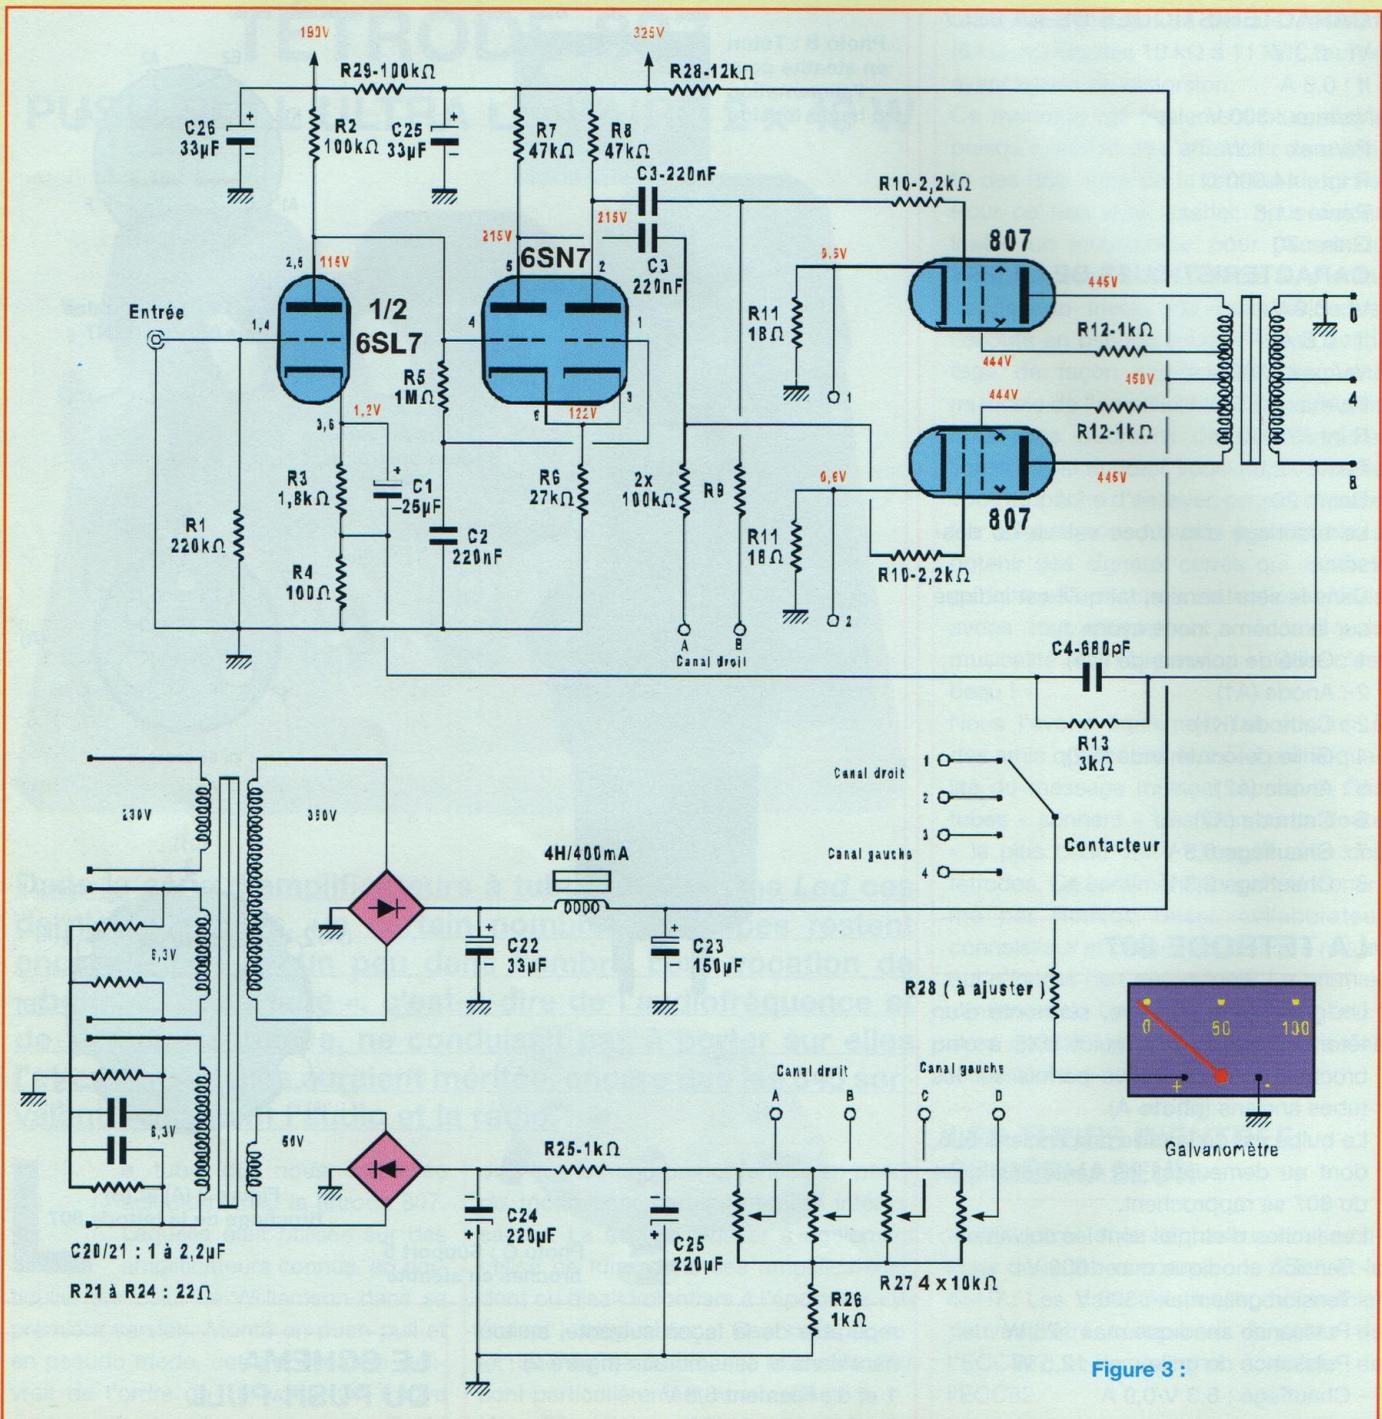 190V
325V
R29-100kΩ
R28-12kΩ
C26
33µF
R2
100kΩ
C25
33µF
R7
47kΩ
R8
47kΩ
C3-220nF
R10-2,2kΩ
215V
215V
807
2,5
115V
5
6SN7
2
C3
220nF
0,5V
445V
0
Entrée
1,4
1/2
6SL7
4
1
R11
18Ω
R12-1kΩ
444V
450V
444V
4
R5
1MΩ
R12-1kΩ
1,2V
3,6
6
122V
3
1
445V
8
R3
1,8kΩ
C1
25µF
R6
27kΩ
2x
100kΩ
R9
0,6V
807
R1
220kΩ
C2
220nF
R11
18Ω
R10-2,2kΩ
R4
100Ω
2
A
B
Canal droit
C4-680pF
R13
3kΩ
Canal droit
1
2
3
Canal gauche
4
Contacteur
230V
350V
4H/400mA
6,3V
C22
33µF
C23
150µF
R28 ( à ajuster )
0
50
100
+
-
Galvanomètre
Canal droit
Canal gauche
A
B
C
D
6,3V
R25-1kΩ
C24
220µF
C25
220µF
C20/21 : 1 à 2,2µF
R21 à R24 : 22Ω
R27 4 x 10kΩ
R26
1kΩ
Figure 3 :